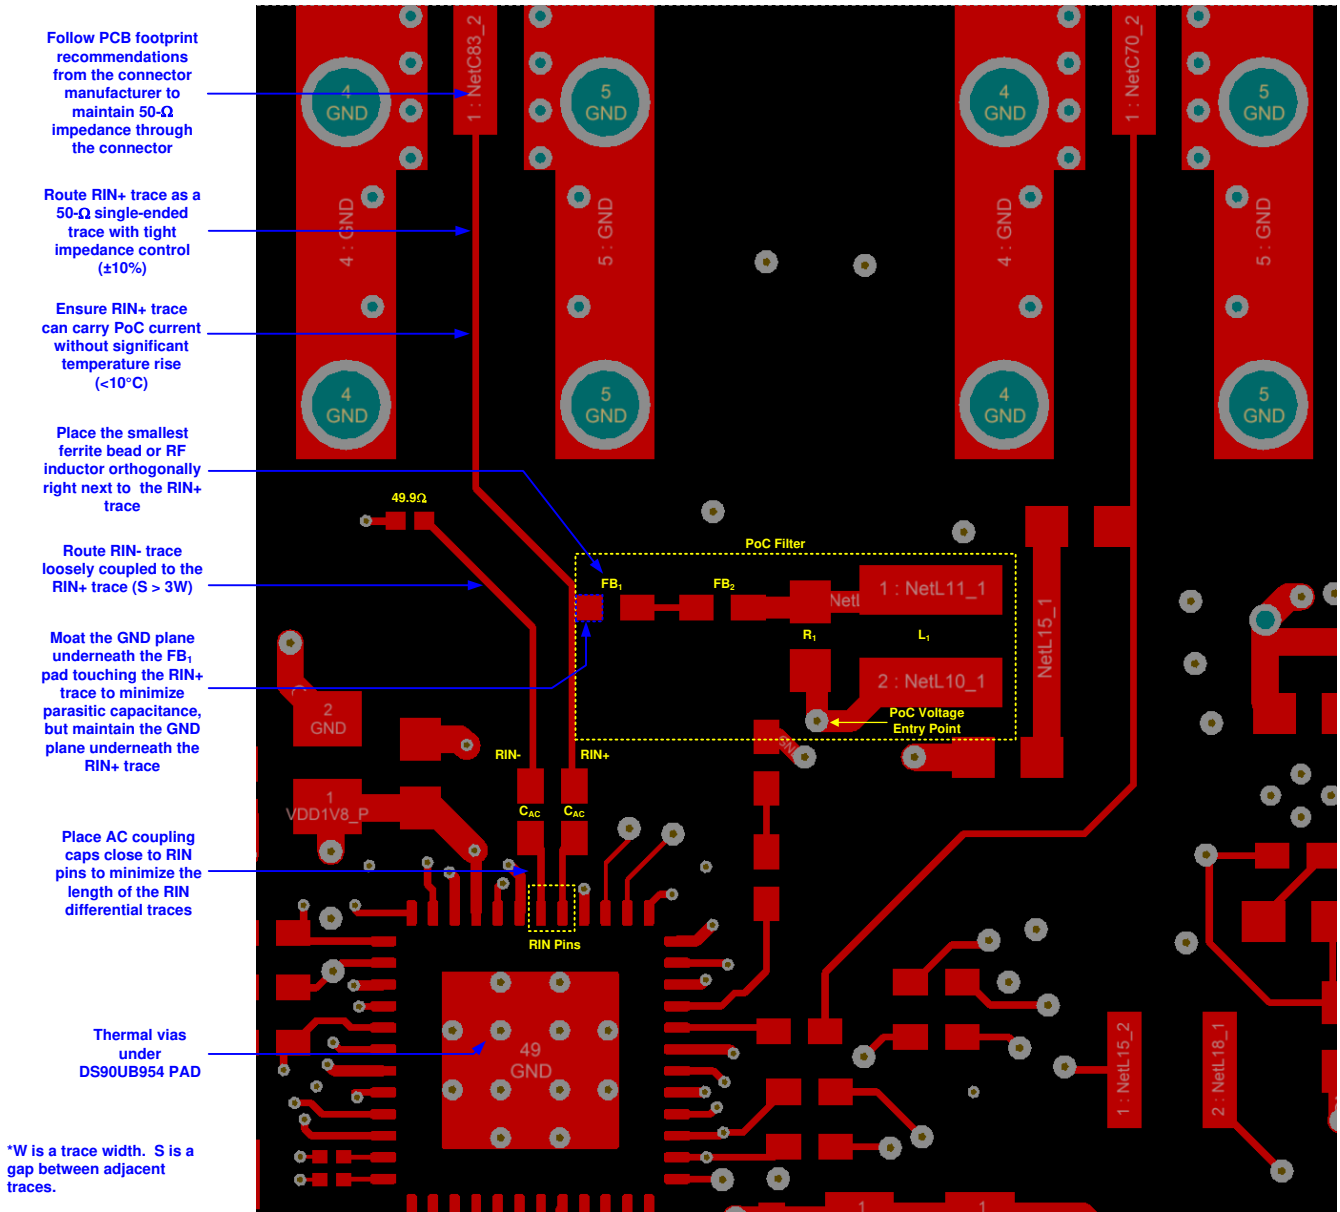 Follow PCB footprint
recommendations
from the connector
manufacturer to
maintain 50-Ω
impedance through
the connector
Route RIN+ trace as a
50-Ω single-ended
trace with tight
impedance control
(±10%)
Ensure RIN+ trace
can carry PoC current
without significant
temperature rise
(<10°C)
Place the smallest
ferrite bead or RF
inductor orthogonally
right next to the RIN+
trace
Route RIN- trace
loosely coupled to the
RIN+ trace (S > 3W)
Moat the GND plane
underneath the FB1
pad touching the RIN+
trace to minimize
parasitic capacitance,
but maintain the GND
plane underneath the
RIN+ trace
Place AC coupling
caps close to RIN
pins to minimize the
length of the RIN
differential traces
Thermal vias
under
DS90UB954 PAD
*W is a trace width. S is a
gap between adjacent
traces.
1 : NetC83_2
1 : NetC70_2
4
GND
5
GND
4
GND
5
GND
4 : GND
5 : GND
4 : GND
5 : GND
4
GND
5
GND
4
GND
5
GND
49.9Ω
PoC Filter
FB1
FB2
NetL
1 : NetL11_1
R1
L1
2 : NetL10_1
PoC Voltage
Entry Point
NetL15_1
2
GND
1
VDD1V8_P
RIN-
RIN+
CAC
CAC
RIN Pins
49
GND
1 : NetL15_2
2 : NetL18_1
1
1